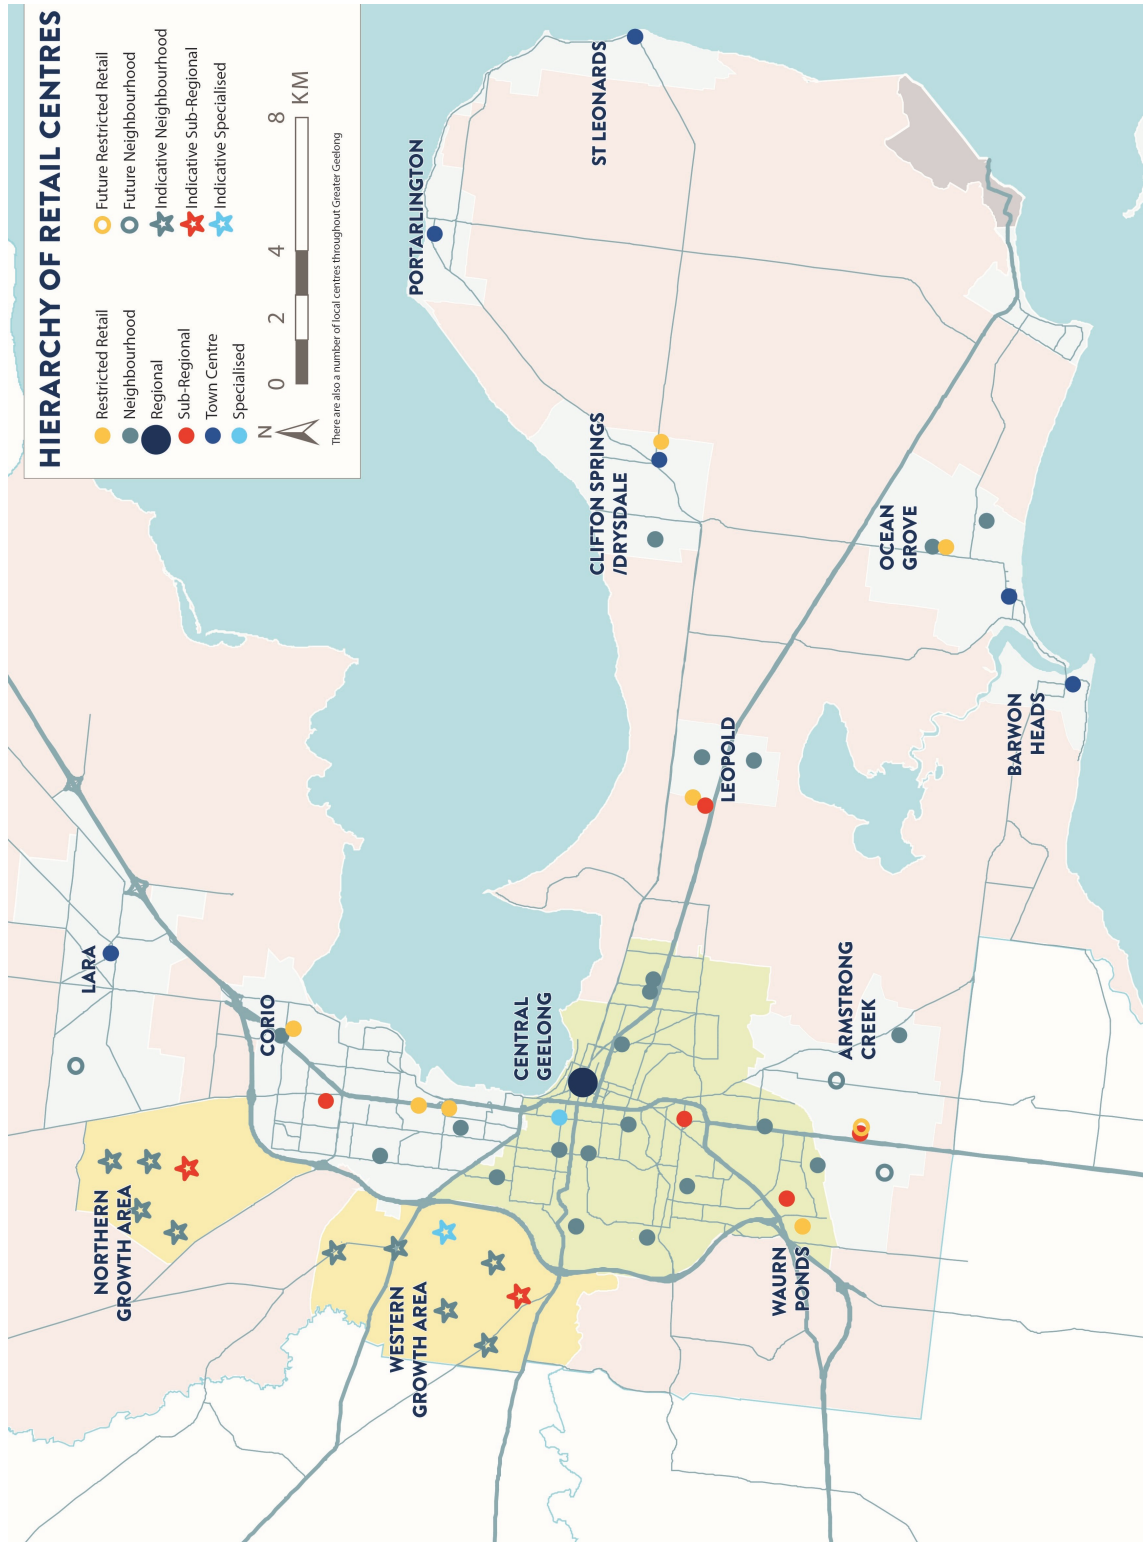 HIERARCHY OF RETAIL CENTRES
Restricted Retail
Neighbourhood
Regional
Sub-Regional
Town Centre
Specialised
Future Restricted Retail
Future Neighbourhood
Indicative Neighbourhood
Indicative Sub-Regional
Indicative Specialised
N
0
2
4
8
KM
There are also a number of local centres throughout Greater Geelong
NORTHERN
GROWTH AREA
LARA
CORIO
WESTERN
GROWTH AREA
CENTRAL
GEELONG
PORTARLINGTON
ST LEONARDS
CLIFTON SPRINGS
/DRYSDALE
LEOPOLD
WAURN
PONDS
ARMSTRONG
CREEK
OCEAN
GROVE
BARWON
HEADS